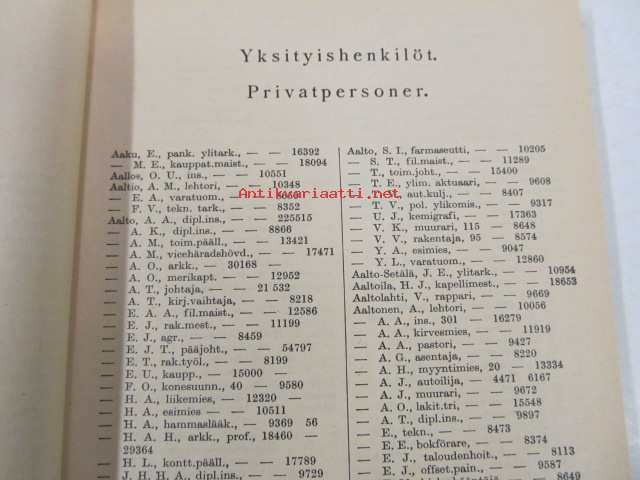 Yksityishenkilöt.
Privatpersoner.
Aaku, E., pank. ylitark., — — 16392
— M. E., kauppat.maist., — 18094
Aallos, O. U., ins., — 10551
Aaltio, A. M., lehtori, — 10348
— E. A., varatuom., —
— F. V., tekn. tark., — 8352
Aalto, A. A., dipl.ins., — 225515
— A. K., dipl.ins., — 8866
— A. M., toim.pääll., — 13421
— A. M., vicehäradshövd., — 17471
— A. O., arkk., — 30168 —
— A. O., merikapt. — 12952
— A. T., johtaja, — 21 532
— A. T., kirj.vaihtaja, — 8218
— E. A. A., fil.maist., — 12586
— E. J., rak.mest., — 11199
— E. J., agr., — 8459
— E. J. T., pääjoht., — 54797
— E. T., rak.työl., — 8199
— E. U., kaupp., — 15000 —
— F. O., konesuunn., 40 — 9580
— H. A., liikemies, — 12320 —
— H. A., esimies — 10511
— H. A., hammaslääk., — 9369 56
— H. A. H., arkk., prof., 18460 —
29364
— H. L., kontt.pääll., — 17789
— J. H. H. A., dipl.ins., — 9729
Aalto, S. I., farmaseutti, — 10205
— S. T., fil.maist., — 11289
— T., toim.joht., — 15400
— T. E., ylim. aktuaari, — 9608
aut.kulj., — 8407
— T. V., pol. ylikomis., — 9317
— U. J., kemigrafi, — 17363
— V. K., muurari, 115 — 8648
— V. V., rakentaja, 95 — 8574
— Y. A., esimies, — 9047
— Y. L., varatuom., — 12860
Aalto-Setälä, J. E., ylitark., — 10954
Aaltoila, H. J., kapellimest., — 18653
Aaltolahti, V., rappari, — 9669
Aaltonen, A., lehtori, — 10056
— A. A., ins., 301 — 16279
— A. A., kirvesmies, — 11919
— A. A., pastori, — 9427
— A. G., asentaja, — 8220
— A. H., myyntimies, 20 — 13334
— A. J., autoilija, — 4471 6167
— A. J., muurari, — 9672
— A. O., lakit.tri, — 15548
— A. T., dipl.ins., — 9897
— E., tekn., — 8473
— E. E., bokförare, — 8374
— E. J., taloudenhoit., — 8113
— E. J., offset.pain., — 9587
— 8649
Antikvariaatti.net